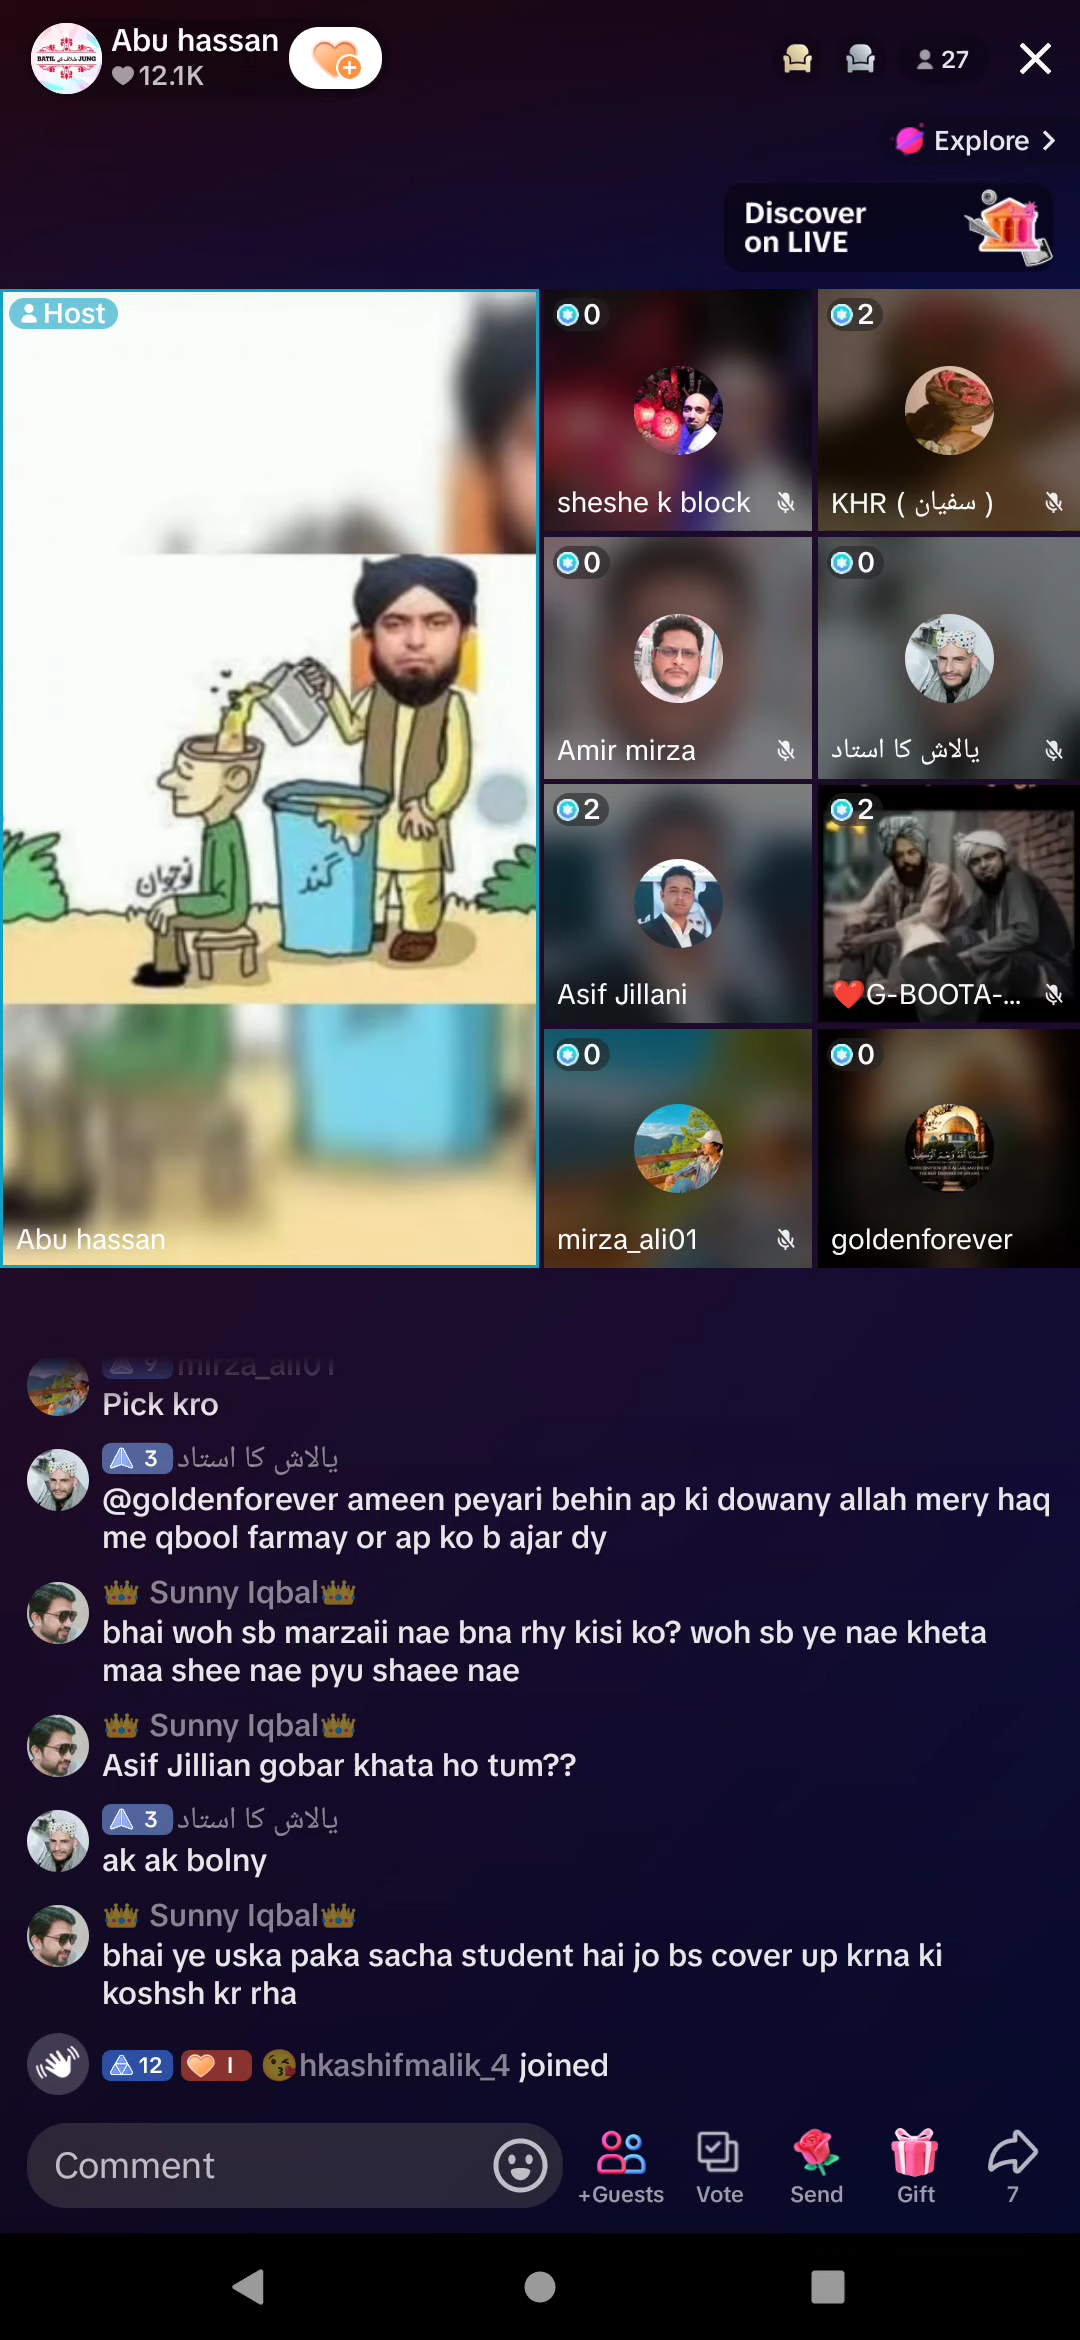 BATIL خلاف کے JUNG
Abu hassan
12.1K
27
Explore
Discover
on LIVE
Host
نوجوان
گند
Abu hassan
0
sheshe k block
2
KHR ( سفیان )
0
Amir mirza
0
یالاش کا استاد
2
Asif Jillani
2
❤️G-BOOTA-...
0
mirza_ali01
0
goldenforever
9 mirza_ali01
Pick kro
3 یالاش کا استاد
@goldenforever ameen peyari behin ap ki dowany allah mery haq
me qbool farmay or ap ko b ajar dy
👑 Sunny Iqbal👑
bhai woh sb marzaii nae bna rhy kisi ko? woh sb ye nae kheta
maa shee nae pyu shaee nae
👑 Sunny Iqbal👑
Asif Jillian gobar khata ho tum??
3 یالاش کا استاد
ak ak bolny
👑 Sunny Iqbal👑
bhai ye uska paka sacha student hai jo bs cover up krna ki
koshsh kr rha
12 I 😘hkashifmalik_4 joined
Comment
+Guests
Vote
Send
Gift
7